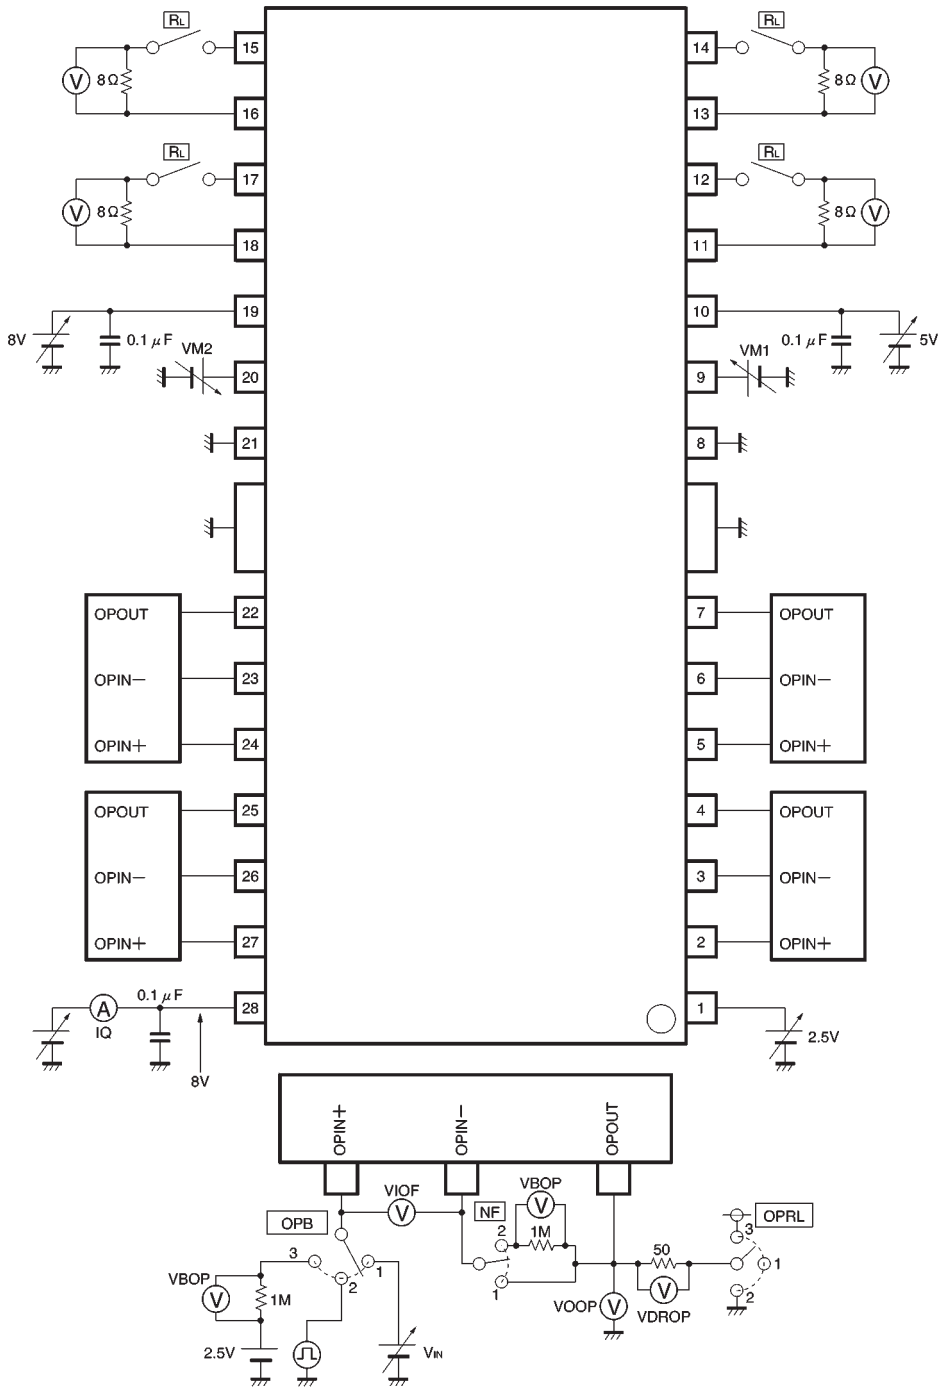 RL
RL
15
14
V
8Ω
8Ω
V
16
13
RL
RL
17
12
V
8Ω
8Ω
V
18
11
19
10
8V
0.1 μF
0.1 μF
5V
VM2
VM1
20
9
21
8
OPOUT
22
7
OPOUT
OPIN−
23
6
OPIN−
OPIN+
24
5
OPIN+
OPOUT
25
4
OPOUT
OPIN−
26
3
OPIN−
OPIN+
27
2
OPIN+
0.1 μF
A
28
1
IQ
2.5V
8V
OPIN+
OPIN−
OPOUT
VIOF
V
VBOP
V
OPB
NF
1M
OPRL
2
3
50
3
1
2
1
1
2
VBOP
V
1M
VOOP
V
V
VDROP
2.5V
VIN